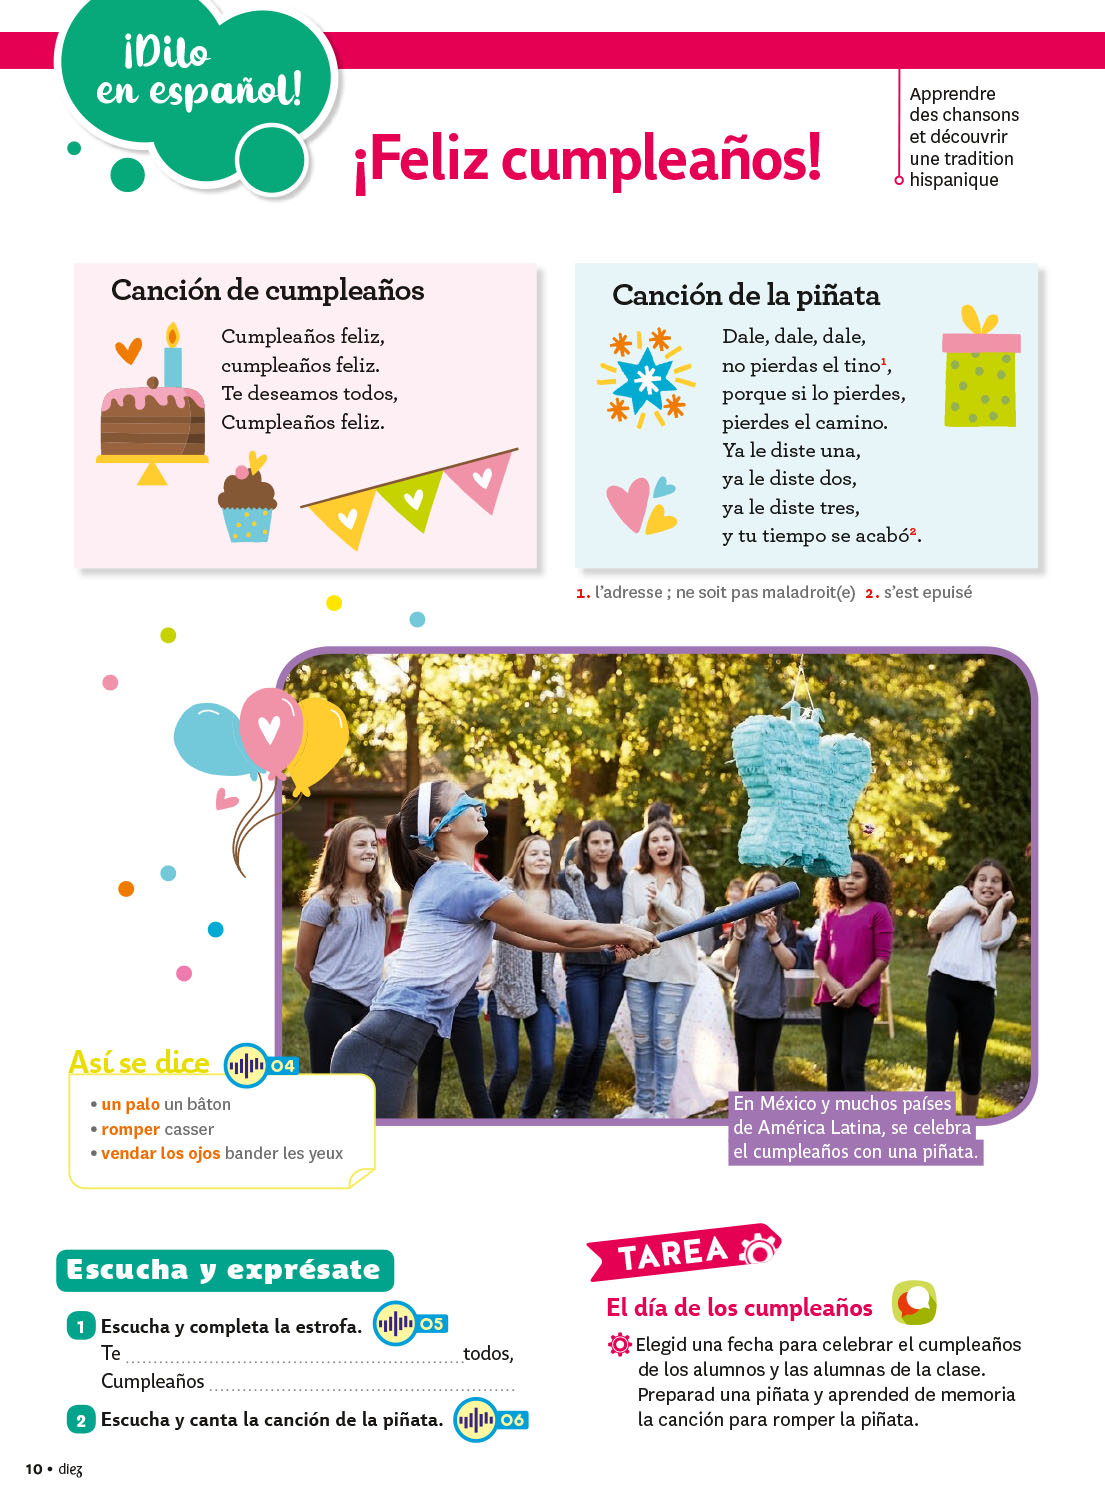 ¡Dilo
en español!
Apprendre
des chansons
et découvrir
une tradition
hispanique
¡Feliz cumpleaños!
Canción de cumpleaños
Cumpleaños feliz,
cumpleaños feliz.
Te deseamos todos,
Cumpleaños feliz.
Canción de la piñata
Dale, dale, dale,
no pierdas el tino¹,
porque si lo pierdes,
pierdes el camino.
Ya le diste una,
ya le diste dos,
ya le diste tres,
y tu tiempo se acabó².
1. l'adresse ; ne soit pas maladroit(e) 2. s'est epuisé
Así se dice 04
• un palo un bâton
• romper casser
• vendar los ojos bander les yeux
En México y muchos países
de América Latina, se celebra
el cumpleaños con una piñata.
Escucha y exprésate
1 Escucha y completa la estrofa. 05
Te ........................................ todos,
Cumpleaños ........................................
2 Escucha y canta la canción de la piñata. 06
TAREA
El día de los cumpleaños
Elegid una fecha para celebrar el cumpleaños
de los alumnos y las alumnas de la clase.
Preparad una piñata y aprended de memoria
la canción para romper la piñata.
10 • diez